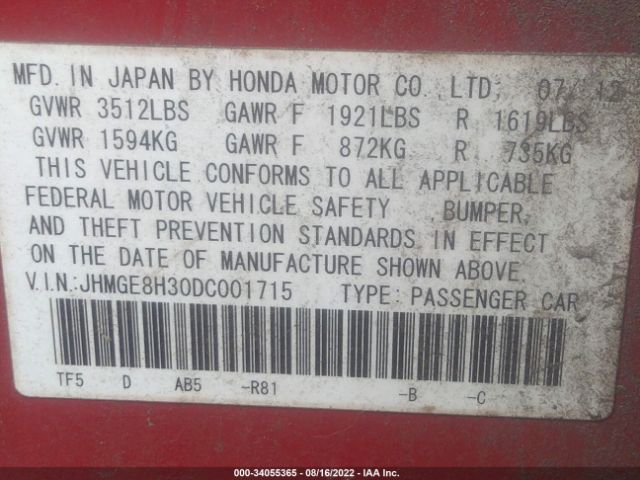 MFD. IN JAPAN BY HONDA MOTOR CO., LTD; 07/12
GVWR 3512LBS GAWR F 1921LBS R 1619LBS
GVWR 1594KG GAWR F 872KG R 735KG
THIS VEHICLE CONFORMS TO ALL APPLICABLE
FEDERAL MOTOR VEHICLE SAFETY BUMPER,
AND THEFT PREVENTION STANDARDS IN EFFECT
ON THE DATE OF MANUFACTURE SHOWN ABOVE.
V.I.N.:JHMGE8H30DC001715 TYPE: PASSENGER CAR
TF5 D AB5 -R81 -B -C
000-34055365 - 08/16/2022 - IAA Inc.